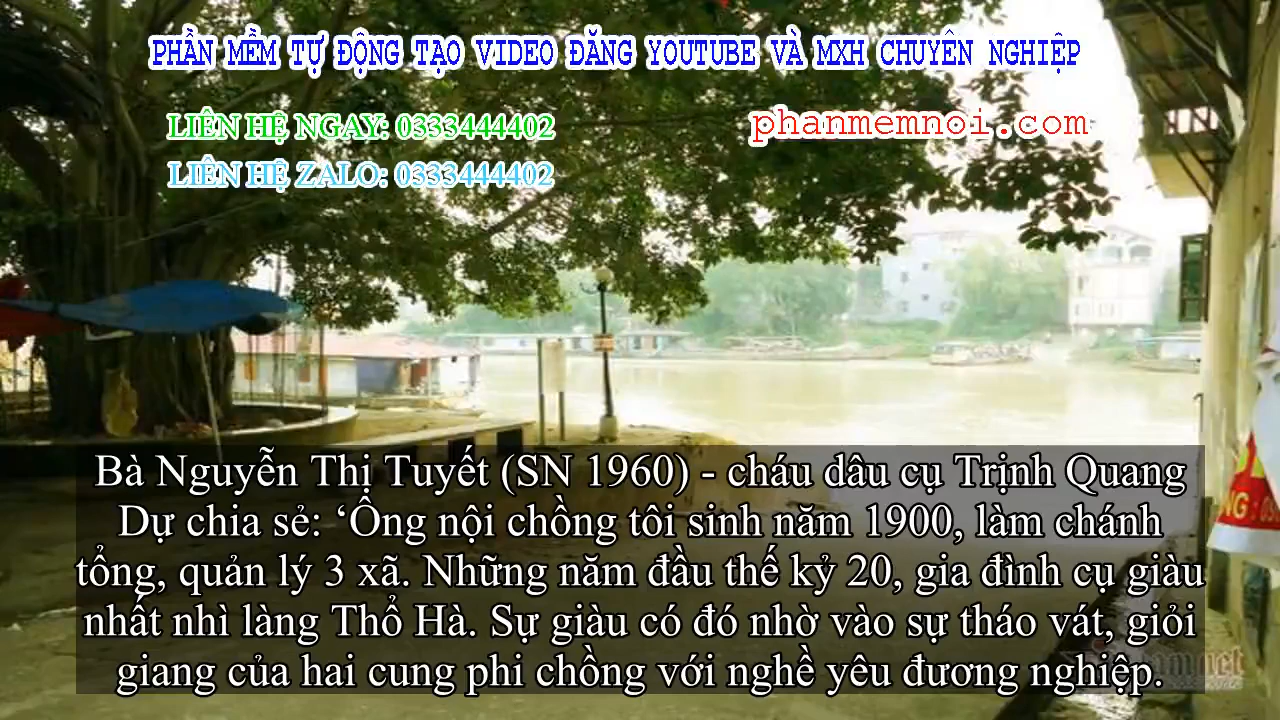 PHẦN MỀM TỰ ĐỘNG TẠO VIDEO ĐĂNG YOUTUBE VÀ MXH CHUYÊN NGHIỆP
LIÊN HỆ NGAY: 0333444402
phanmemnoi.com
LIÊN HỆ ZALO: 0333444402
Bà Nguyễn Thị Tuyết (SN 1960) - cháu dâu cụ Trịnh Quang
Dự chia sẻ: ‘Ông nội chồng tôi sinh năm 1900, làm chánh
tổng, quản lý 3 xã. Những năm đầu thế kỷ 20, gia đình cụ giàu
nhất nhì làng Thổ Hà. Sự giàu có đó nhờ vào sự tháo vát, giỏi
giang của hai cung phi chồng với nghề yêu đương nghiệp.